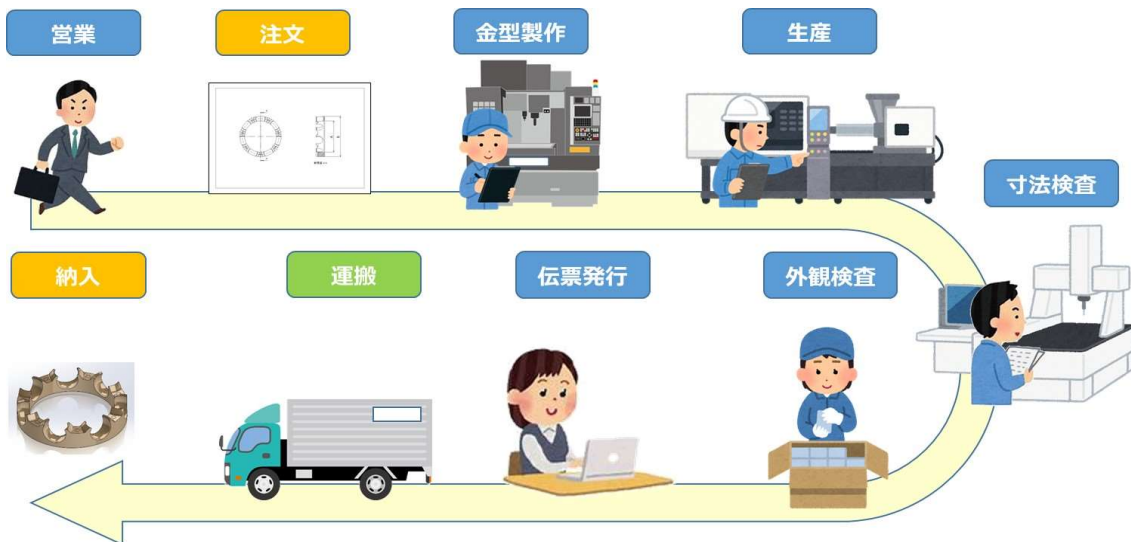 営業
注文
金型製作
生産
寸法検査
外観検査
伝票発行
運搬
納入